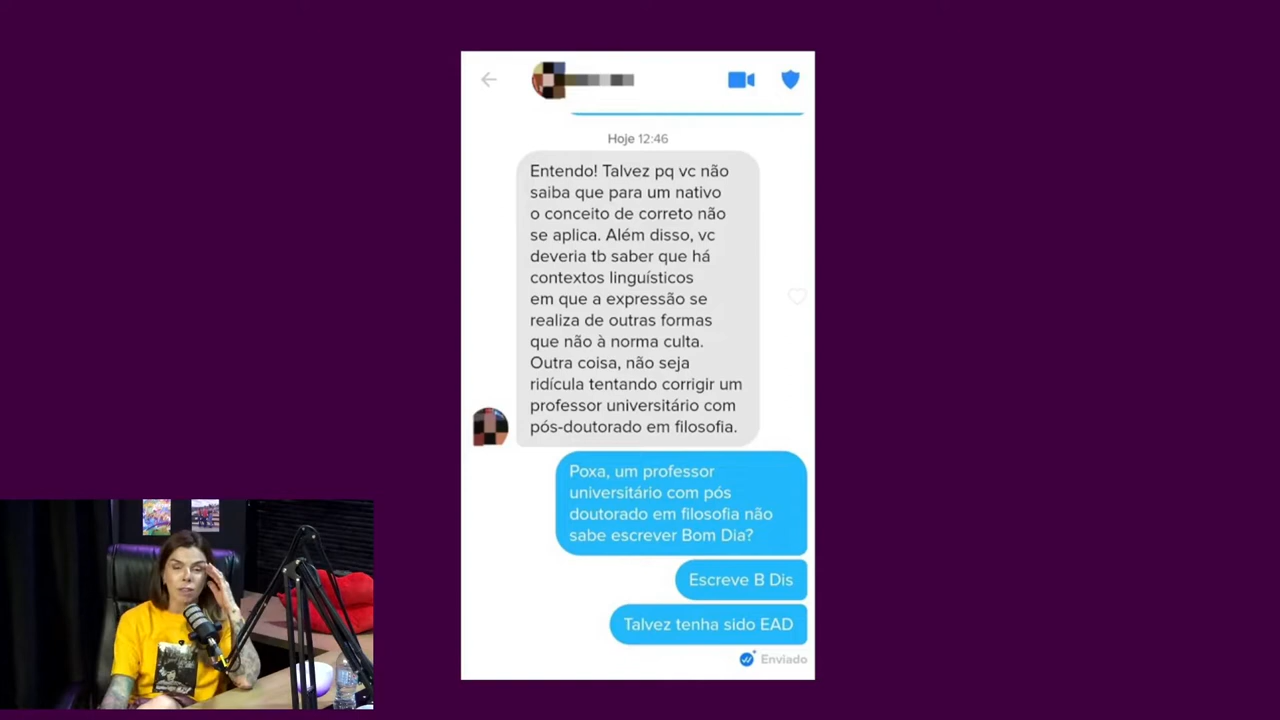 Hoje 12:46
Entendo! Talvez pq vc não
saiba que para um nativo
o conceito de correto não
se aplica. Além disso, vc
deveria tb saber que há
contextos linguísticos
em que a expressão se
realiza de outras formas
que não à norma culta.
Outra coisa, não seja
ridícula tentando corrigir um
professor universitário com
pós-doutorado em filosofia.
Poxa, um professor
universitário com pós
doutorado em filosofia não
sabe escrever Bom Dia?
Escreve B Dis
Talvez tenha sido EAD
Enviado